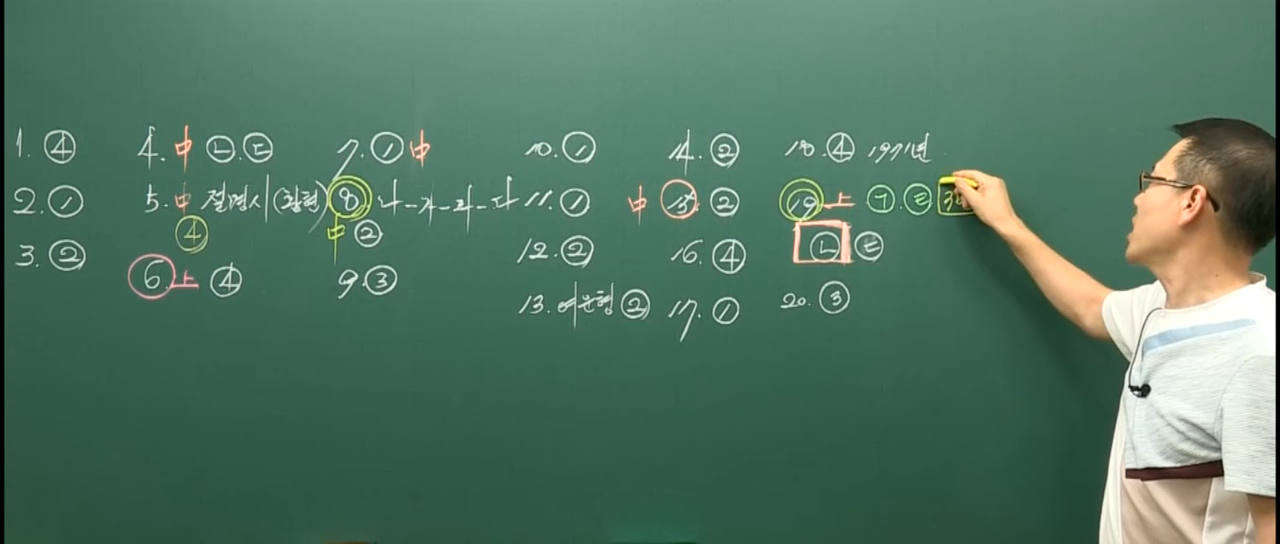 1. ④
2. ①
3. ②
4. 中 ㉡. ㉢
5. 中 절명시 (황현)
④
6. 上 ④
7. ① 中
8. 나-가-라-다
中 ②
9. ③
10. ①
11. ①
12. ②
13. 여운형 ②
14. ②
中 15. ②
16. ④
17. ①
18. ④ 1971년
19. 上 ㉠. ㉣
㉡ ㉣
20. ③